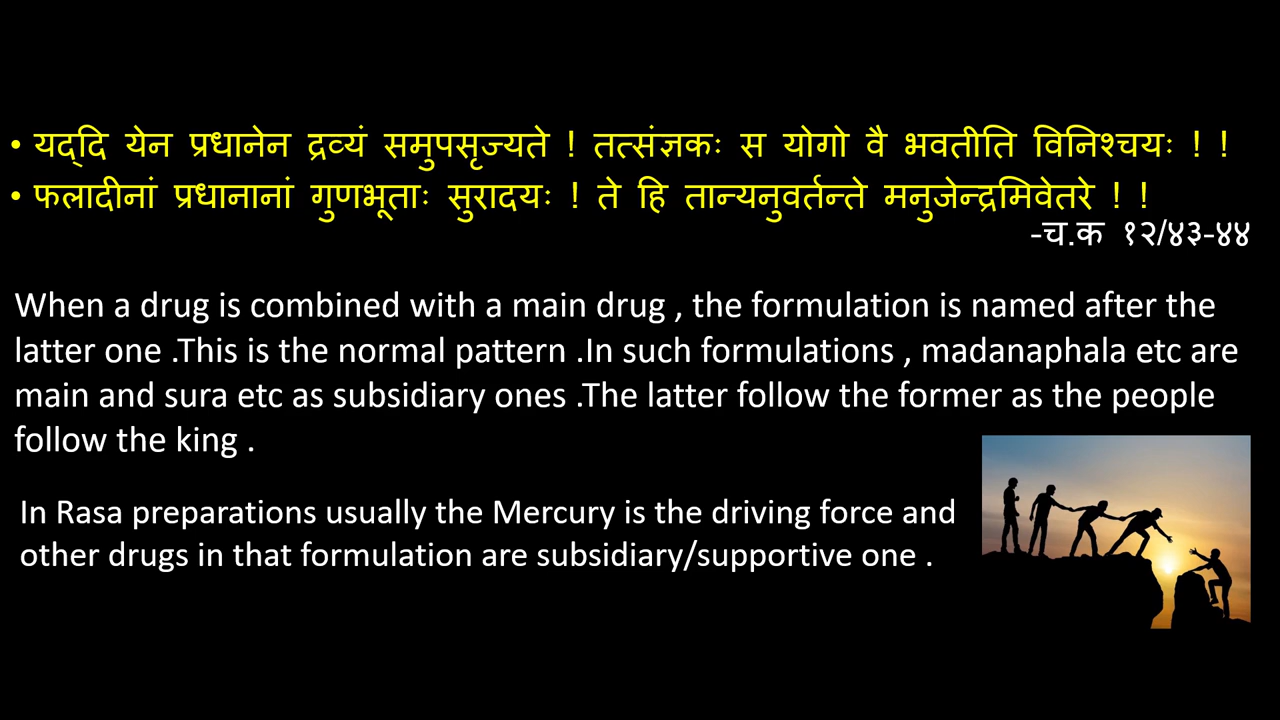 • यद्दि येन प्रधानेन द्रव्यं समुपसृज्यते ! तत्संज्ञकः स योगो वै भवतीति विनिश्चयः ! !
• फलादीनां प्रधानानां गुणभूताः सुरादयः ! ते हि तान्यनुवर्तन्ते मनुजेन्द्रमिवेतरे ! !
-च.क १२/४३-४४
When a drug is combined with a main drug , the formulation is named after the
latter one .This is the normal pattern .In such formulations , madanaphala etc are
main and sura etc as subsidiary ones .The latter follow the former as the people
follow the king .
In Rasa preparations usually the Mercury is the driving force and
other drugs in that formulation are subsidiary/supportive one .